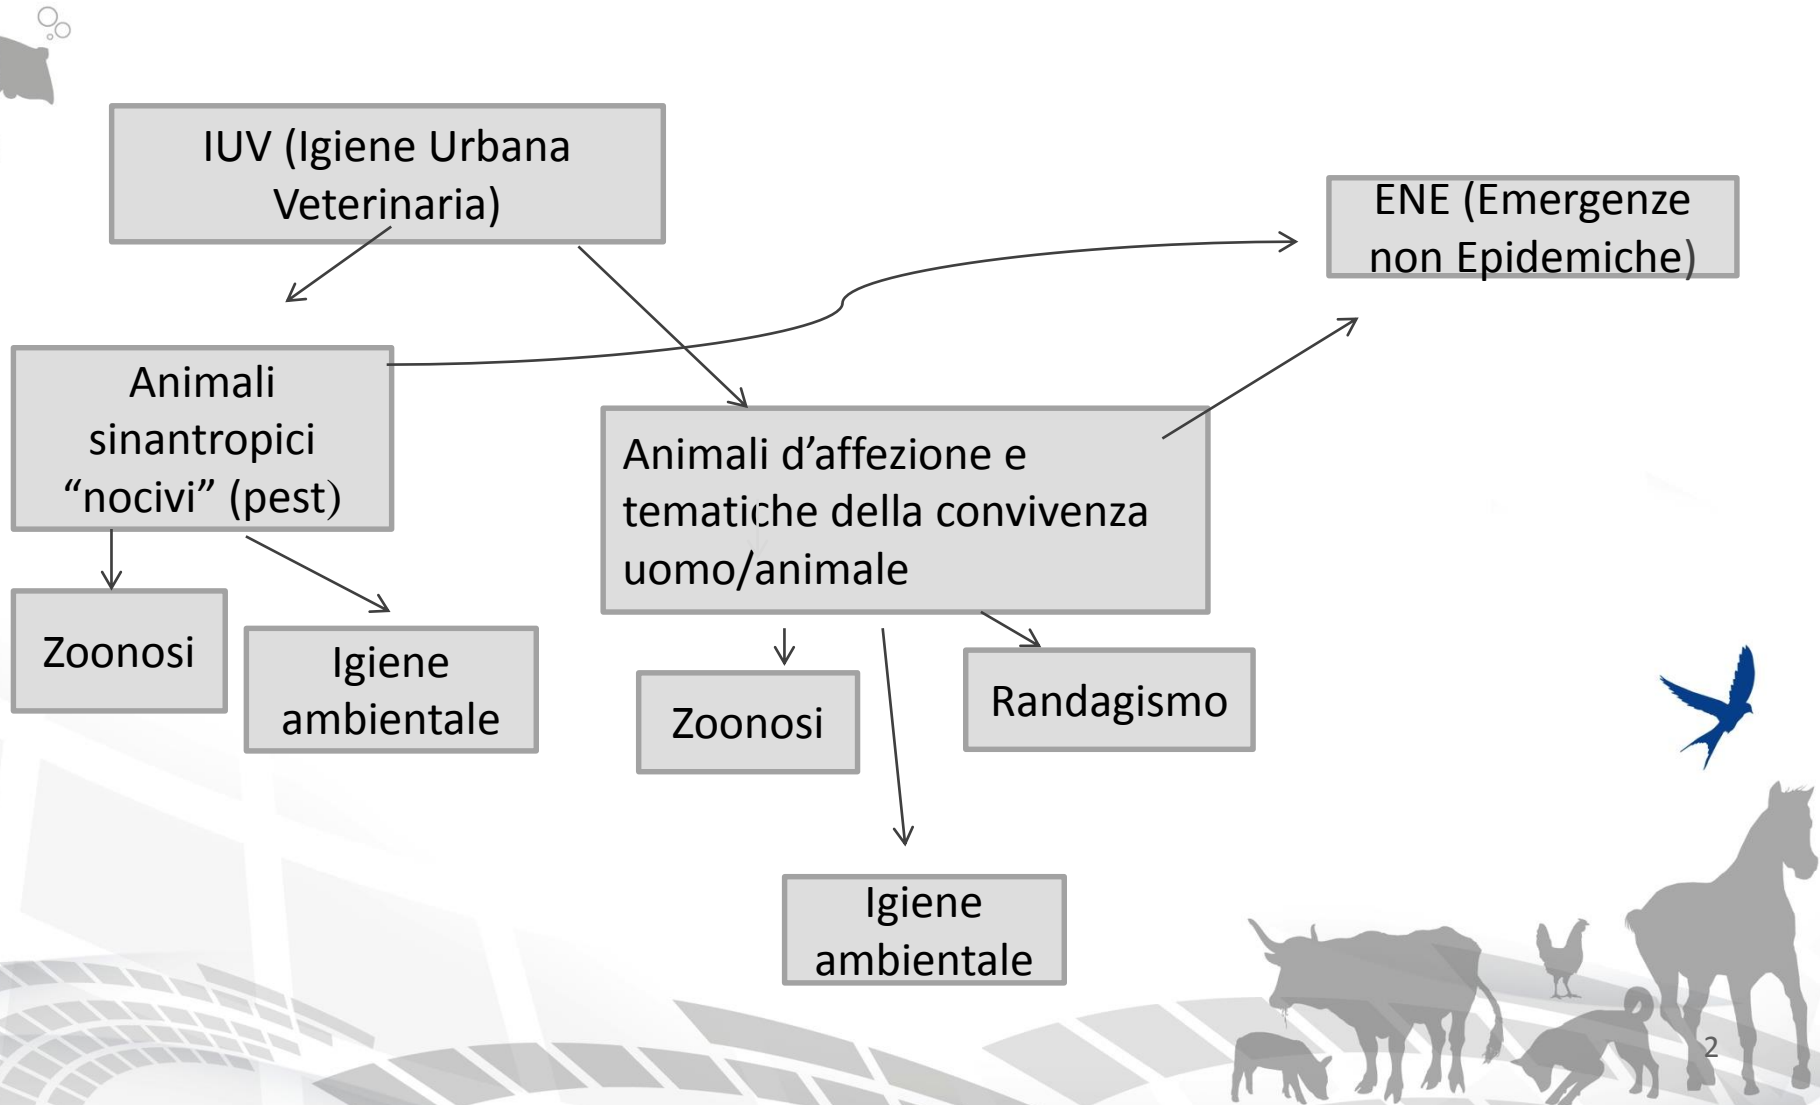 IUV (Igiene Urbana
Veterinaria)
ENE (Emergenze
non Epidemiche)
Animali
sinantropici
“nocivi” (pest)
Animali d’affezione e
tematiche della convivenza
uomo/animale
Zoonosi
Igiene
ambientale
Zoonosi
Randagismo
Igiene
ambientale
2